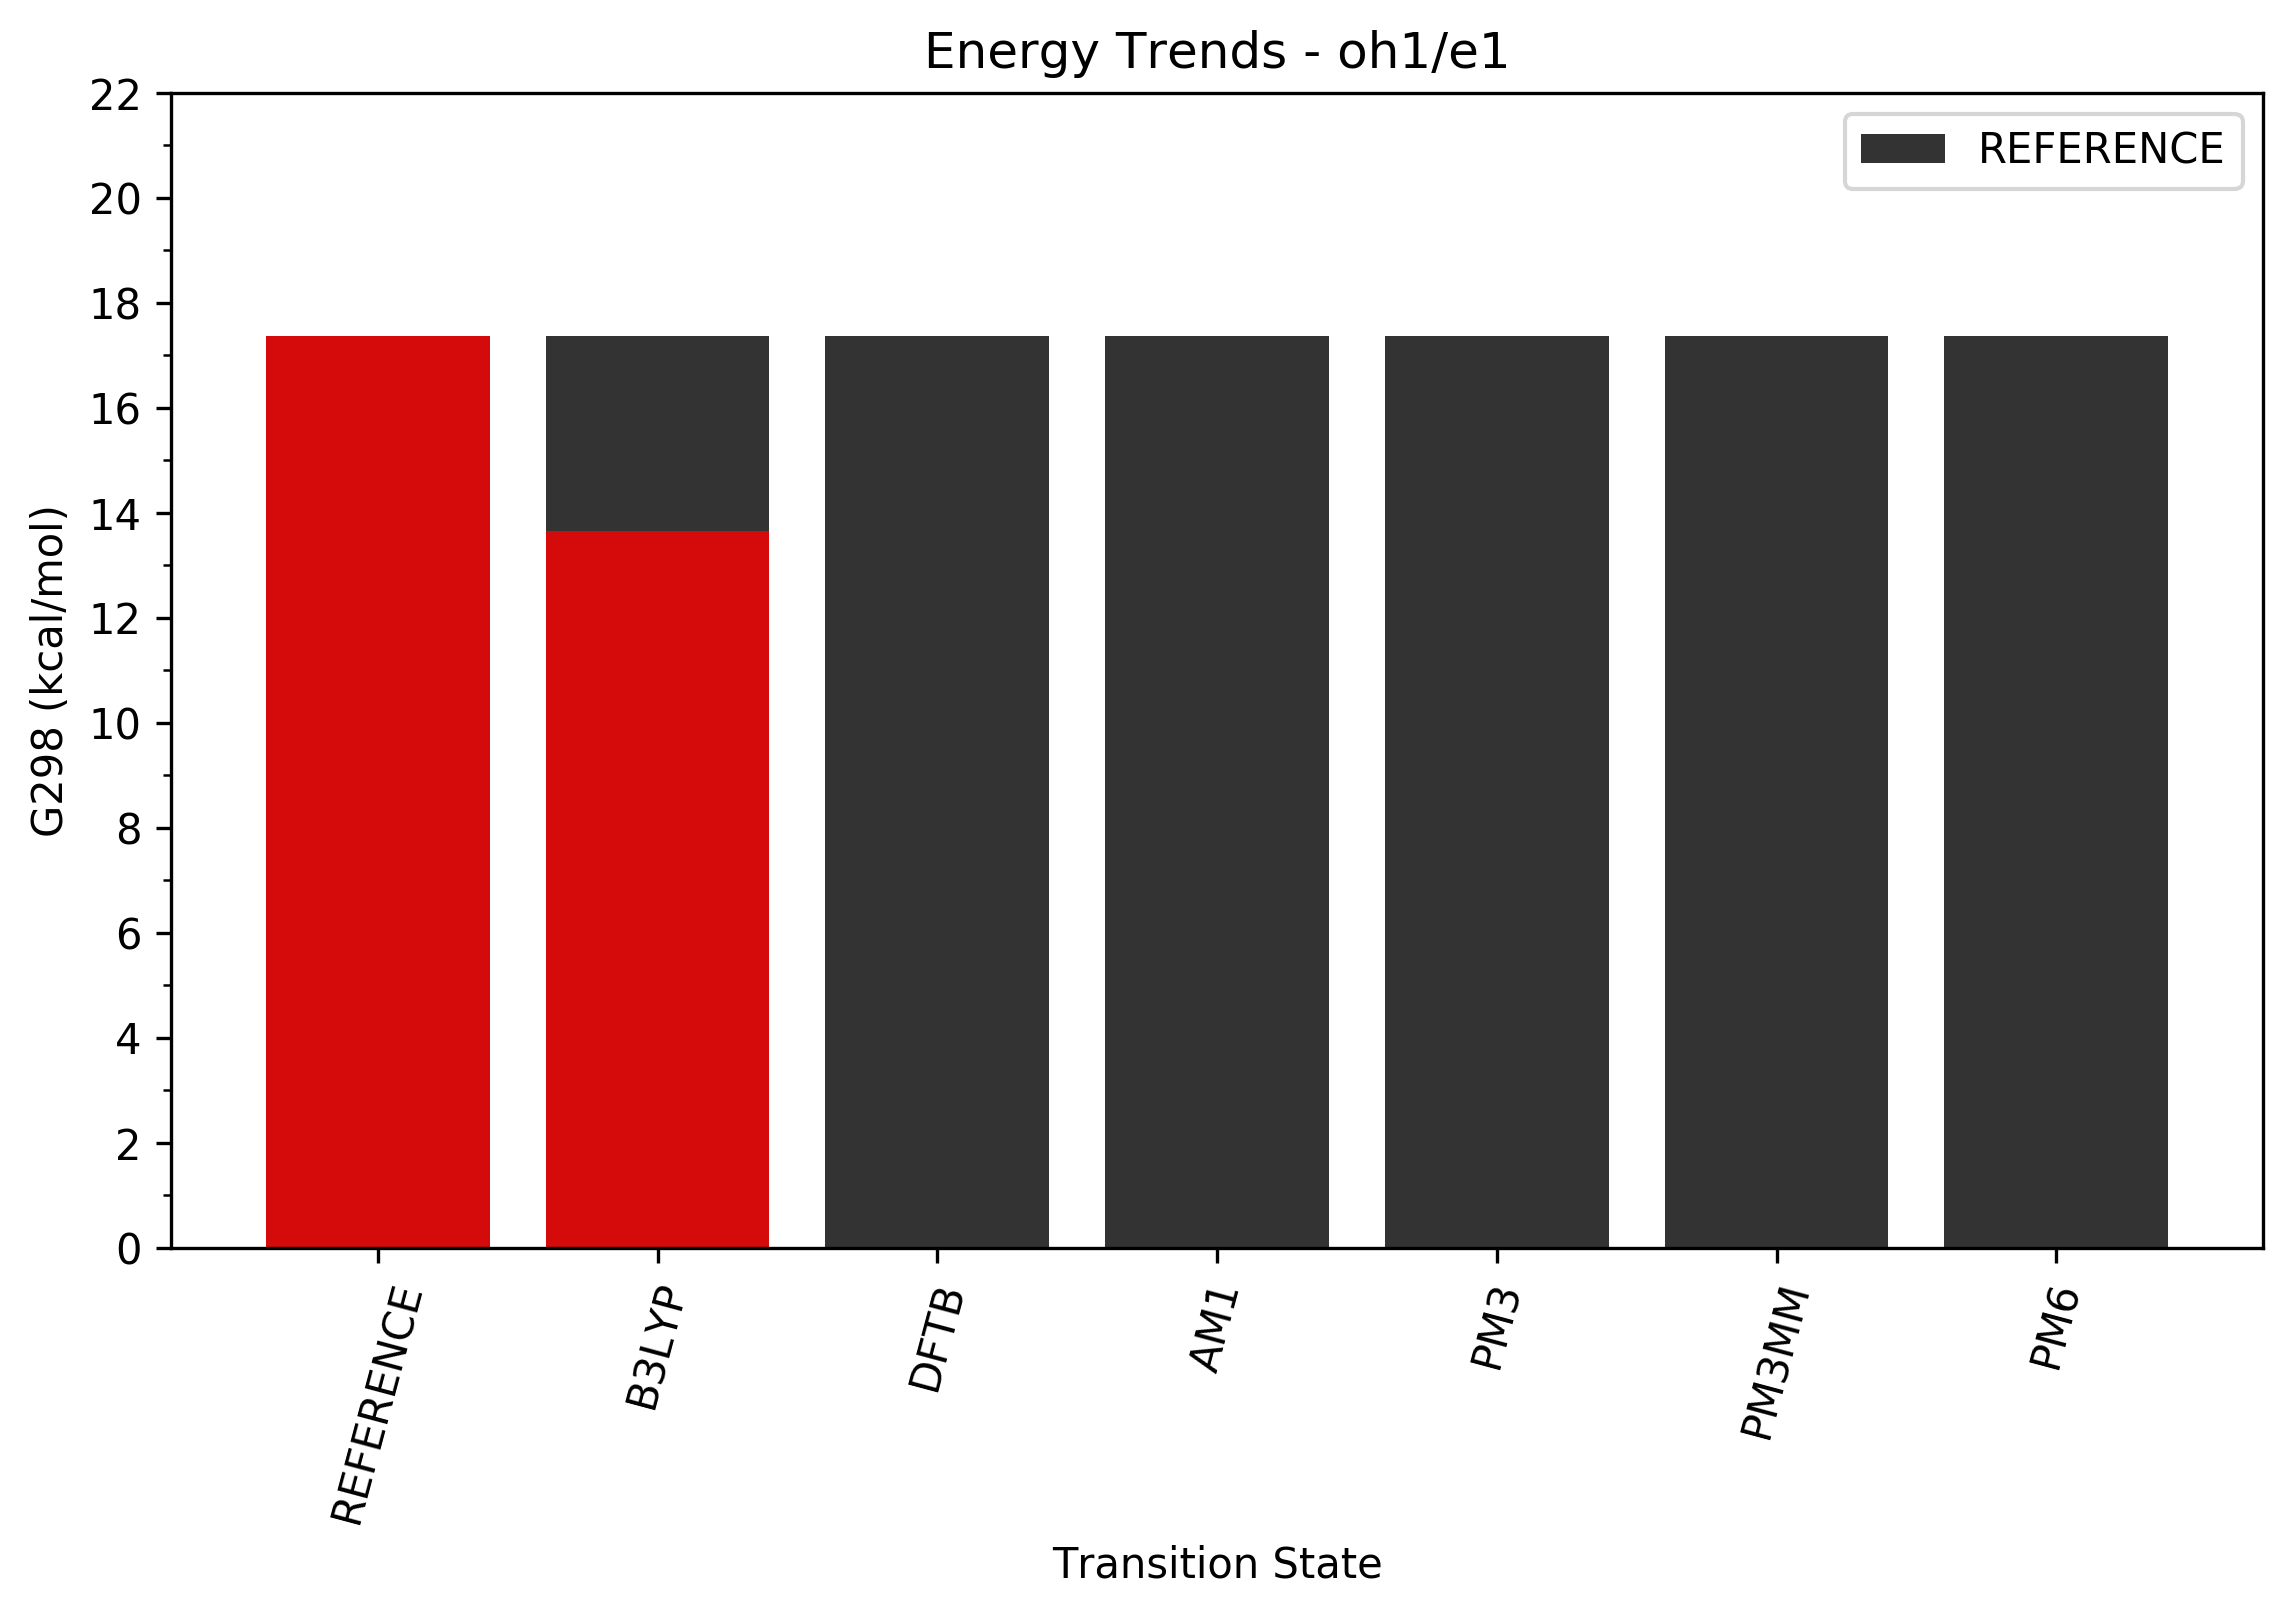 Energy Trends - oh1/e1
REFERENCE
22
20
18
16
14
12
10
8
6
4
2
0
G298 (kcal/mol)
REFERENCE
B3LYP
DFTB
AM1
PM3
PM3MM
PM6
Transition State